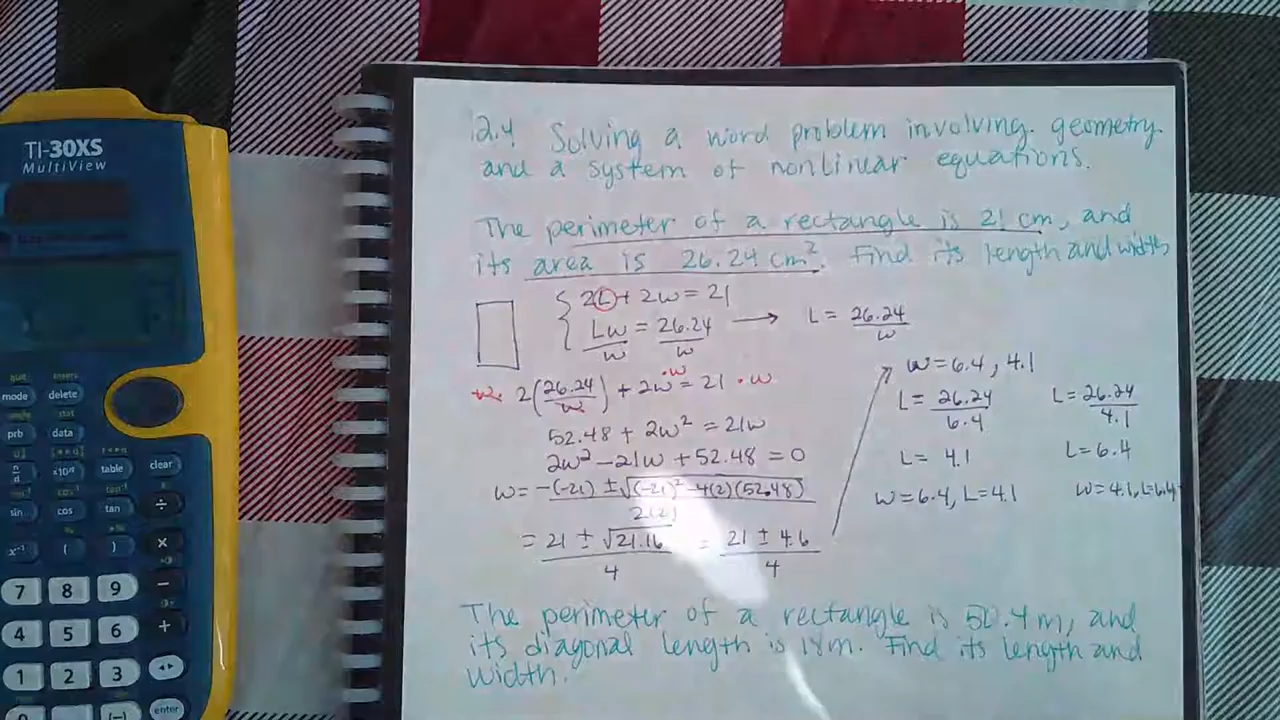 TI-30XS
MultiView
12.4 Solving a word problem involving geometry
and a system of nonlinear equations.
The perimeter of a rectangle is 21 cm, and
its area is 26.24 cm². Find its length and width
2L + 2w = 21
Lw/w = 26.24/w → L = 26.24/w
w· 2(26.24/w) + 2w·w = 21·w
52.48 + 2w² = 21w
2w² - 21w + 52.48 = 0
w = -(-21) ± √(-21)² - 4(2)(52.48) / 2(2)
= 21 ± √21.16 / 4 = 21 ± 4.6 / 4
w = 6.4, 4.1
L = 26.24/6.4 L = 26.24/4.1
L = 4.1 L = 6.4
w = 6.4, L = 4.1 w = 4.1, L = 6.4
The perimeter of a rectangle is 50.4 m, and
its diagonal length is 18m. Find its length and
width.
quit insert
mode delete
prb data
table clear
sin cos tan ÷
x⁻¹ ( ) ×
7 8 9 −
4 5 6 +
1 2 3
(−) enter